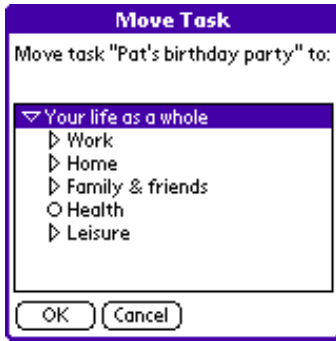 Move Task
Move task "Pat's birthday party" to:
Your life as a whole
Work
Home
Family & friends
Health
Leisure
OK Cancel